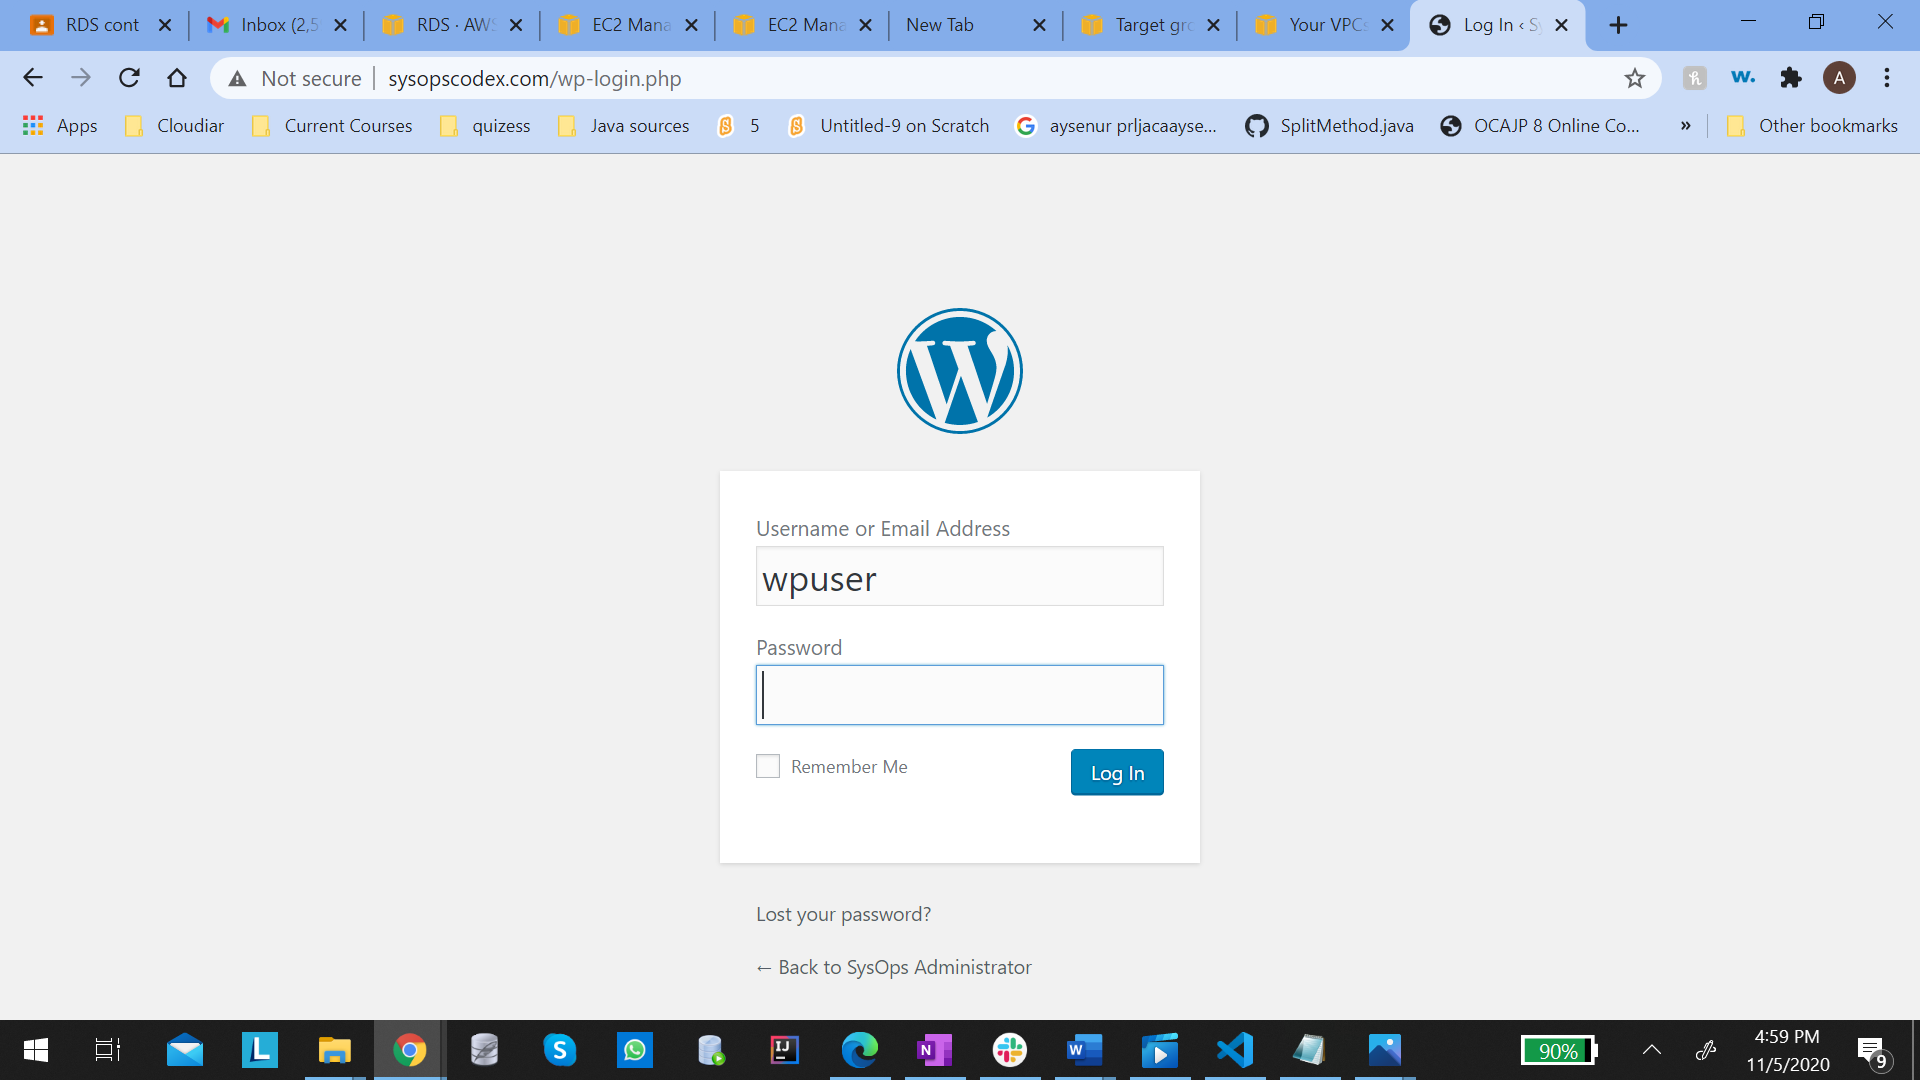 RDS cont
Inbox (2,5
RDS · AWS
EC2 Mana
EC2 Mana
New Tab
Target gro
Your VPCs
Log In ‹ Sy
Not secure
sysopscodex.com/wp-login.php
w.
A
Apps
Cloudiar
Current Courses
quizess
Java sources
5
Untitled-9 on Scratch
aysenur prljacaayse...
SplitMethod.java
OCAJP 8 Online Co...
»
Other bookmarks
Username or Email Address
wpuser
Password
Remember Me
Log In
Lost your password?
← Back to SysOps Administrator
90%
4:59 PM
11/5/2020
9